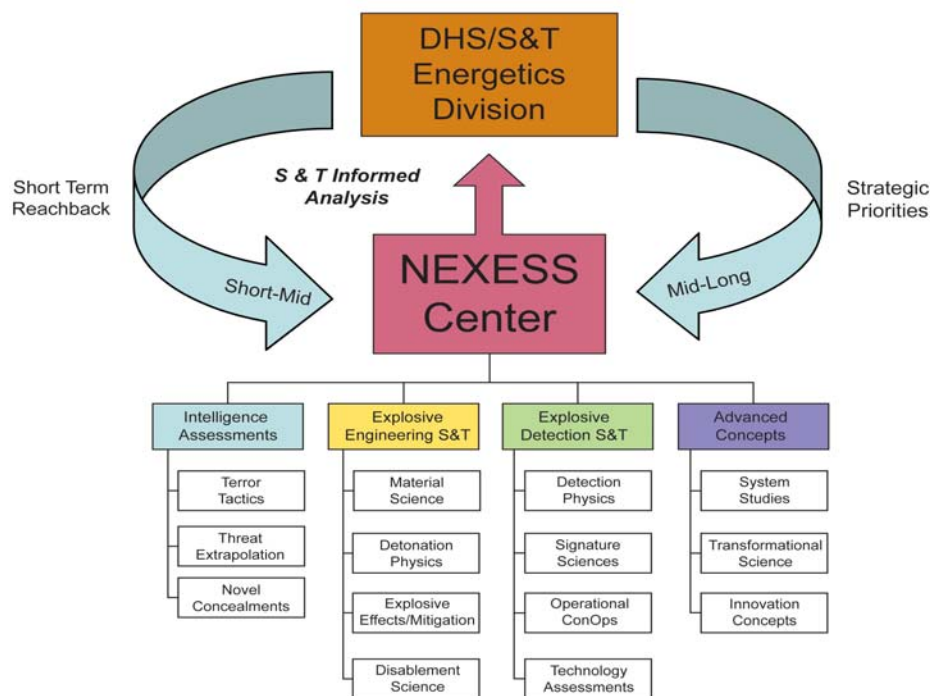 DHS/S&T
Energetics
Division
Short Term
Reachback
S & T Informed
Analysis
Strategic
Priorities
Short-Mid
NEXESS
Center
Mid-Long
Intelligence
Assessments
Terror
Tactics
Threat
Extrapolation
Novel
Concealments
Explosive
Engineering S&T
Material
Science
Detonation
Physics
Explosive
Effects/Mitigation
Disablement
Science
Explosive
Detection S&T
Detection
Physics
Signature
Sciences
Operational
ConOps
Technology
Assessments
Advanced
Concepts
System
Studies
Transformational
Science
Innovation
Concepts